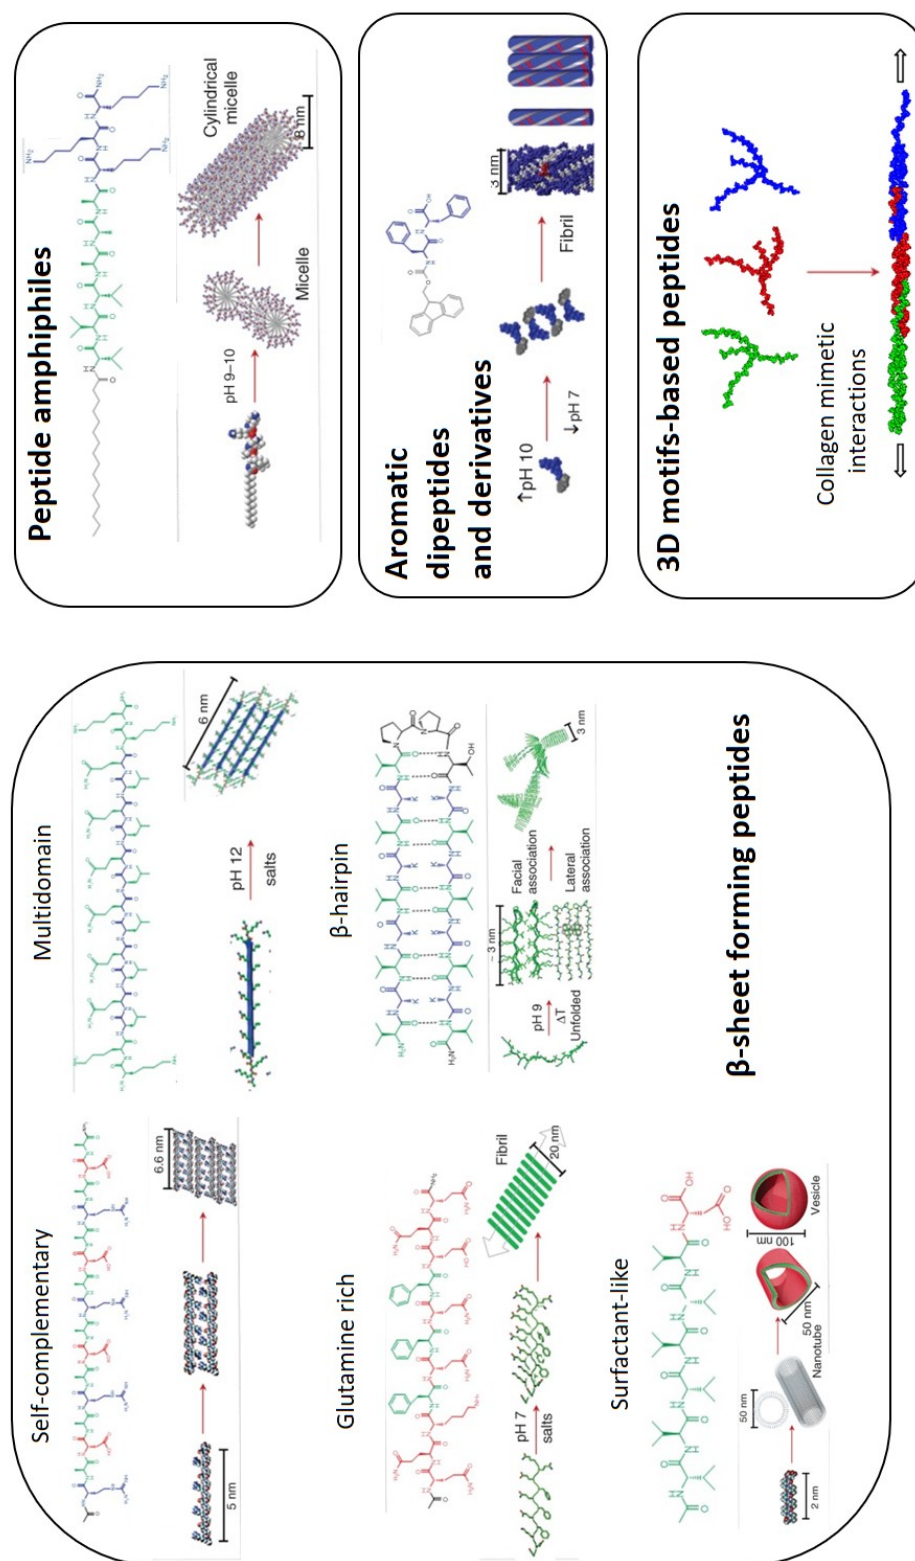 Self-complementary
5 nm
6.6 nm
Multidomain
pH 12
salts
6 nm
Glutamine rich
pH 7
salts
Fibril
20 nm
β-hairpin
pH 9
ΔT
Unfolded
~ 3 nm
Facial
association
Lateral
association
3 nm
Surfactant-like
2 nm
50 nm
Nanotube
50 nm
100 nm
Vesicle
β-sheet forming peptides
Peptide amphiphiles
pH 9–10
Micelle
Cylindrical
micelle
8 nm
Aromatic
dipeptides
and derivatives
↑pH 10
↓pH 7
Fibril
3 nm
3D motifs-based peptides
Collagen mimetic
interactions